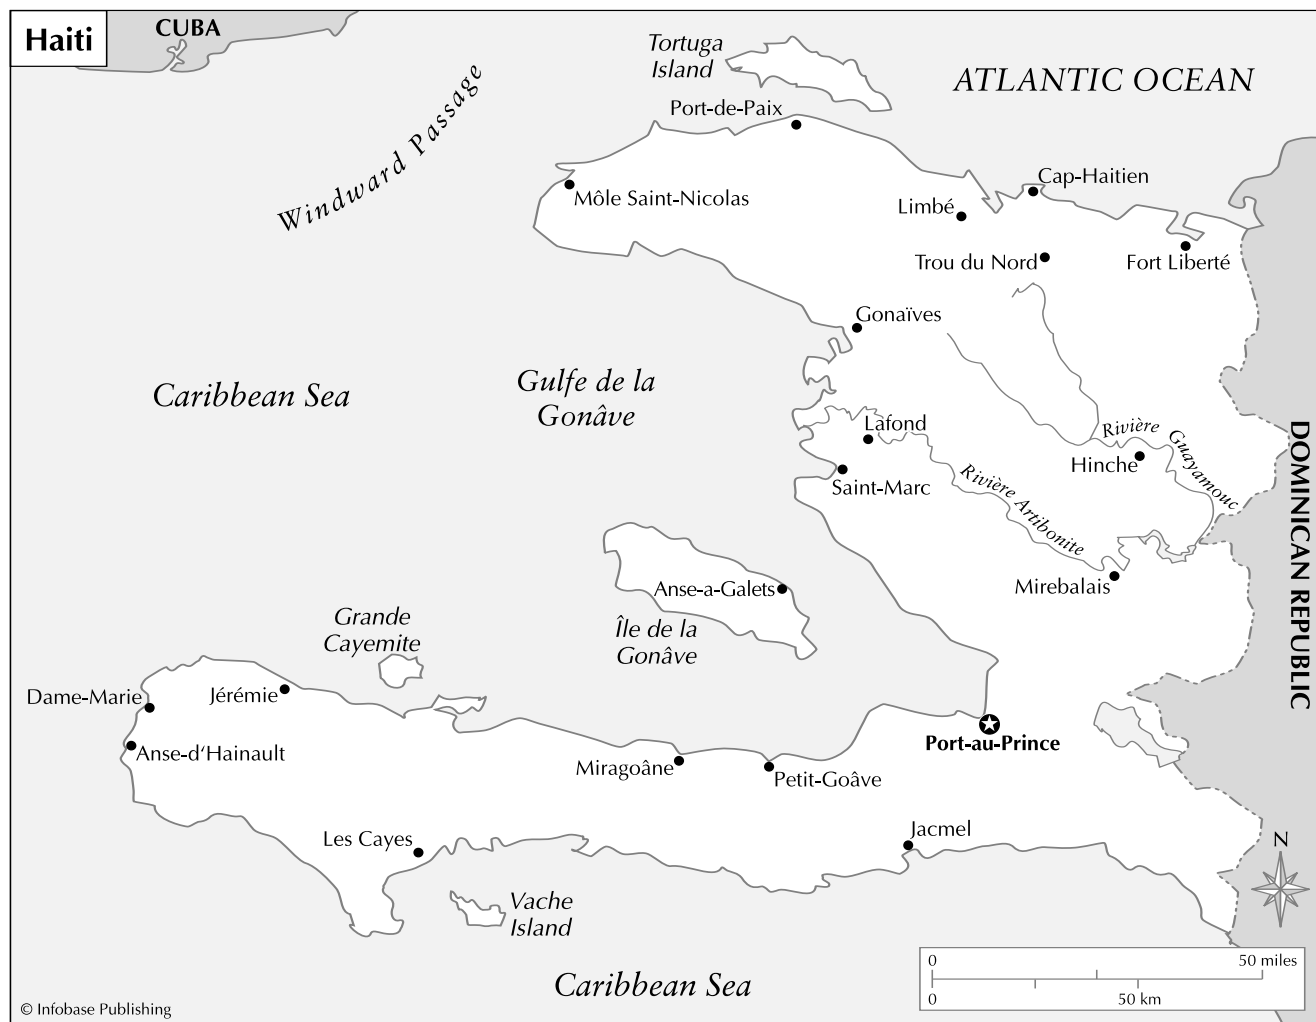 Haiti
CUBA
Tortuga
Island
ATLANTIC OCEAN
Windward Passage
Port-de-Paix
Cap-Haitien
Môle Saint-Nicolas
Limbé
Trou du Nord
Fort Liberté
Gonaïves
Caribbean Sea
Gulfe de la
Gonâve
Lafond
Rivière Guayamouc
Hinche
Saint-Marc
Rivière Artibonite
DOMINICAN REPUBLIC
Anse-a-Galets
Mirebalais
Grande
Cayemite
Île de la
Gonâve
Dame-Marie
Jérémie
Port-au-Prince
Anse-d‘Hainault
Miragoâne
Petit-Goâve
Les Cayes
Jacmel
N
Vache
Island
Caribbean Sea
0 50 miles
0 50 km
© Infobase Publishing